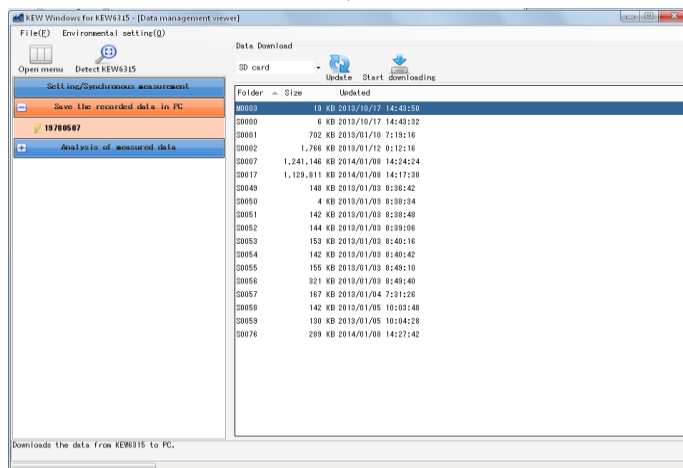 KEW Windows for KEW6315 - [Data management viewer]
File(F) Environmental setting(O)
Open menu Detect KEW6315
Data Download
SD card
Update Start downloading
Setting/Synchronous measurement
Save the recorded data in PC
19780507
Analysis of measured data
Folder Size Updated
M0003 19 KB 2013/10/17 14:43:50
S0000 6 KB 2013/10/17 14:43:32
S0001 702 KB 2013/01/10 7:19:16
S0002 1,766 KB 2013/01/12 0:12:16
S0007 1,241,146 KB 2014/01/08 14:24:24
S0017 1,129,011 KB 2014/01/08 14:17:38
S0049 148 KB 2013/01/03 8:36:42
S0050 4 KB 2013/01/03 8:38:34
S0051 142 KB 2013/01/03 8:38:48
S0052 144 KB 2013/01/03 8:39:06
S0053 153 KB 2013/01/03 8:40:16
S0054 142 KB 2013/01/03 8:40:42
S0055 155 KB 2013/01/03 8:49:10
S0056 321 KB 2013/01/03 8:49:40
S0057 167 KB 2013/01/04 7:31:26
S0058 142 KB 2013/01/05 10:03:48
S0059 130 KB 2013/01/05 10:04:28
S0076 289 KB 2014/01/08 14:27:42
Downloads the data from KEW6315 to PC.